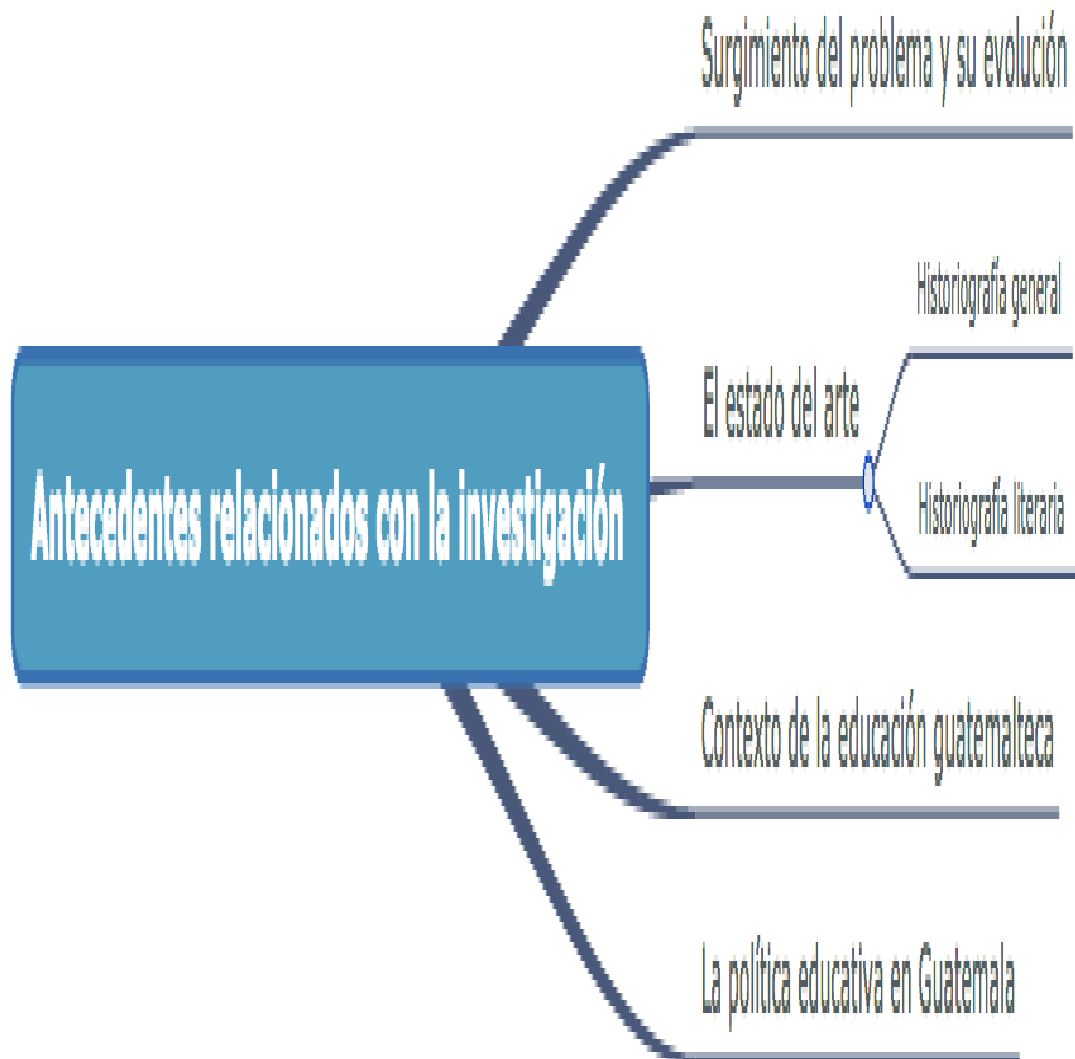 Surgimiento del problema y su evolución
Historiografía general
El estado del arte
Historiografía literaria
Antecedentes relacionados con la investigación
Contexto de la educación guatemalteca
La política educativa en Guatemala